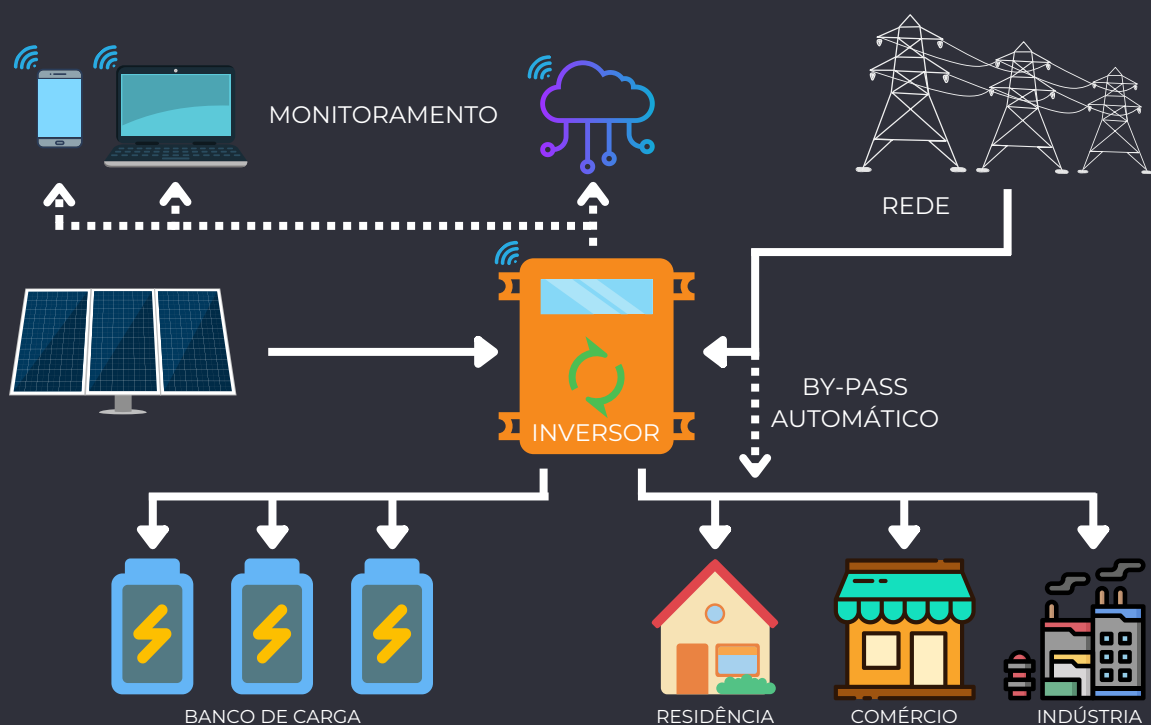 MONITORAMENTO
REDE
BY-PASS
AUTOMÁTICO
INVERSOR
BANCO DE CARGA
RESIDÊNCIA
COMÉRCIO
INDÚSTRIA